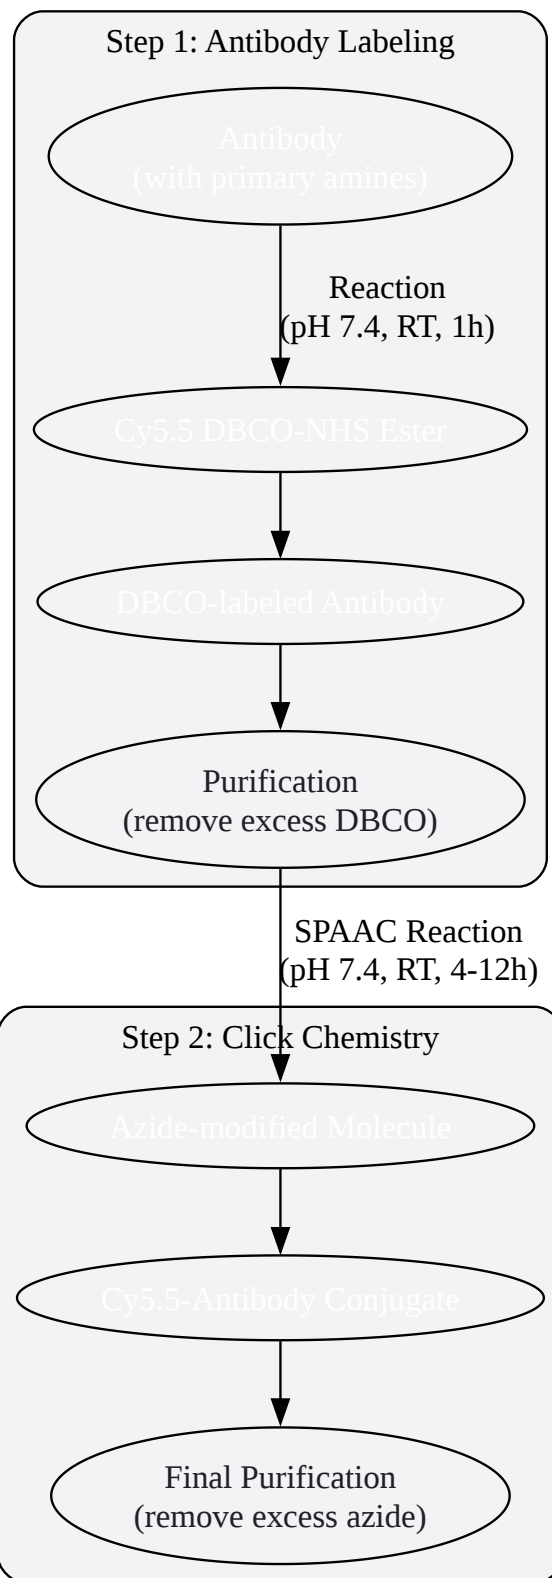 Step 1: Antibody Labeling
Antibody
(with primary amines)
Reaction
(pH 7.4, RT, 1h)
Cy5.5 DBCO-NHS Ester
DBCO-labeled Antibody
Purification
(remove excess DBCO)
SPAAC Reaction
(pH 7.4, RT, 4-12h)
Step 2: Click Chemistry
Azide-modified Molecule
Cy5.5-Antibody Conjugate
Final Purification
(remove excess azide)